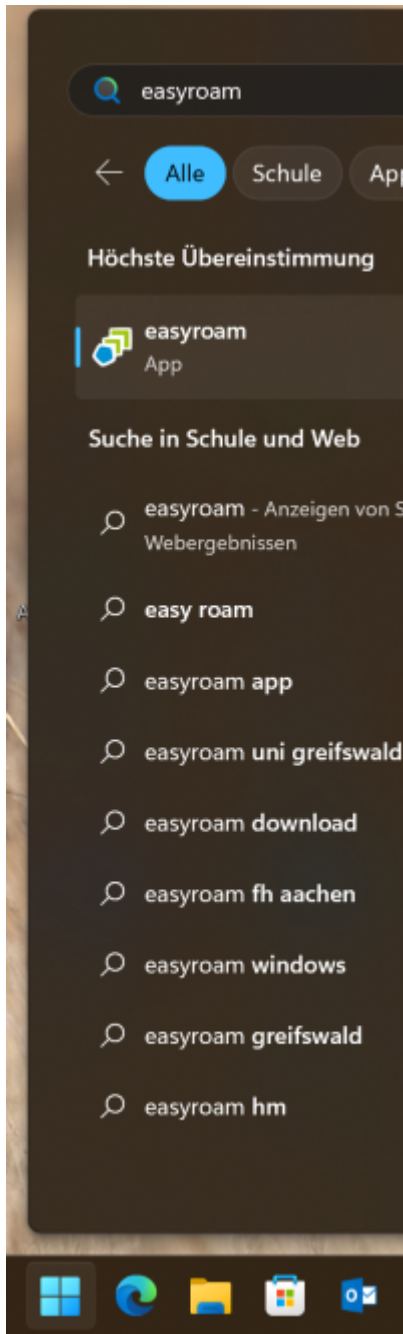 easyroam
Alle Schule
Höchste Übereinstimmung
easyroam
App
Suche in Schule und Web
easyroam - Anzeigen von
Webergebnissen
easy roam
easyroam app
easyroam uni greifswald
easyroam download
easyroam fh aachen
easyroam windows
easyroam greifswald
easyroam hm